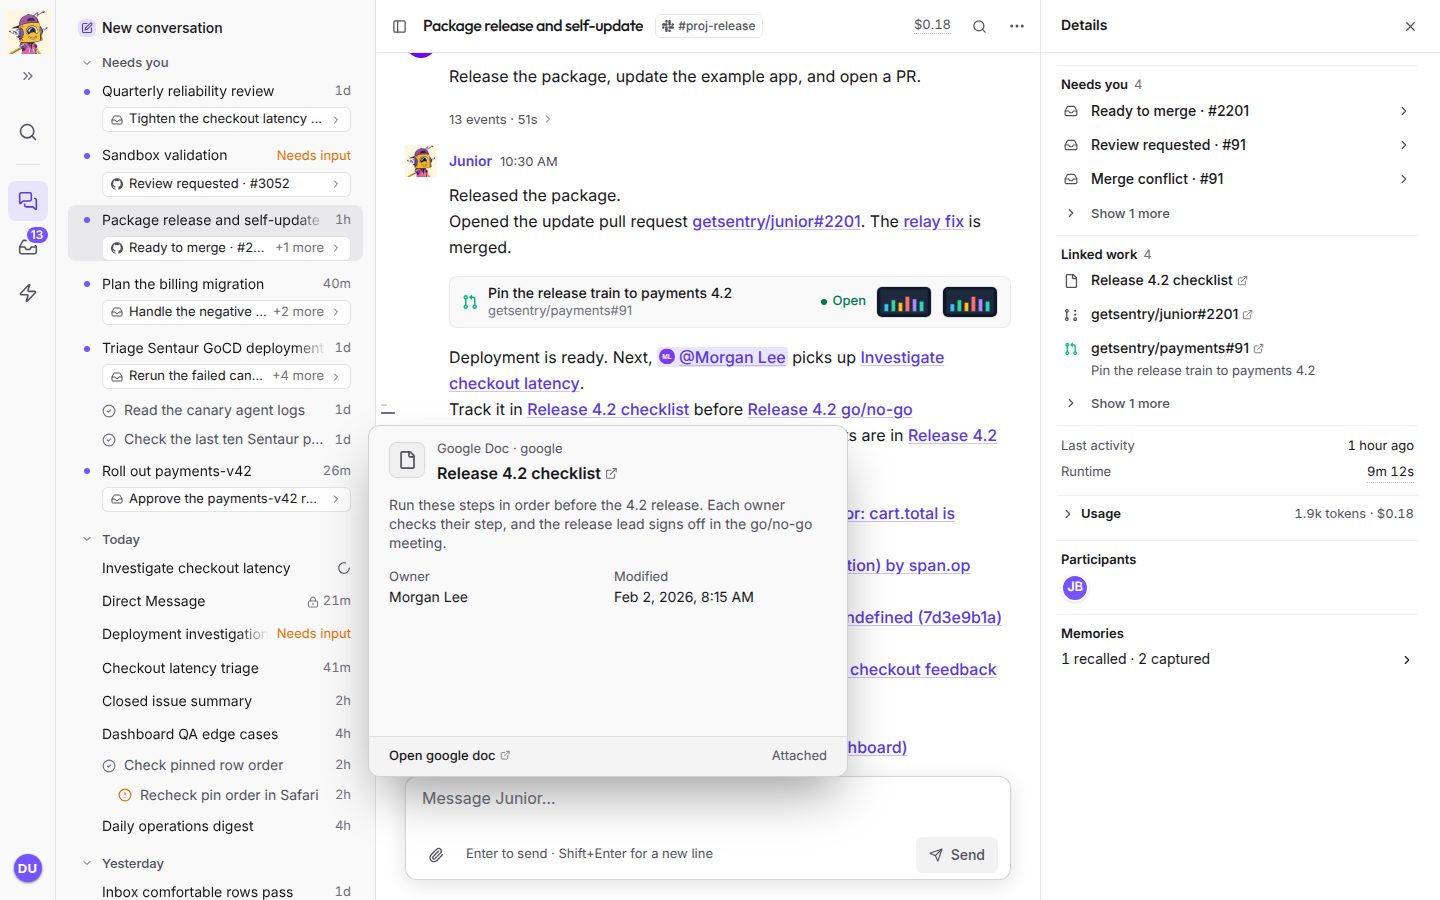 New conversation
Needs you
Quarterly reliability review 1d
Tighten the checkout latency ...
Sandbox validation Needs input
Review requested · #3052
Package release and self-update 1h
Ready to merge · #2... +1 more
Plan the billing migration 40m
Handle the negative ... +2 more
Triage Sentaur GoCD deployment 1d
Rerun the failed can... +4 more
Read the canary agent logs 1d
Check the last ten Sentaur p... 1d
Roll out payments-v42 26m
Approve the payments-v42 r...
Today
Investigate checkout latency
Direct Message 21m
Deployment investigation Needs input
Checkout latency triage 41m
Closed issue summary 2h
Dashboard QA edge cases 4h
Check pinned row order 2h
Recheck pin order in Safari 2h
Daily operations digest 4h
Yesterday
Inbox comfortable rows pass 1d
13
DU
Package release and self-update #proj-release $0.18
Release the package, update the example app, and open a PR.
13 events · 51s
Junior 10:30 AM
Released the package.
Opened the update pull request getsentry/junior#2201. The relay fix is
merged.
Pin the release train to payments 4.2
getsentry/payments#91
Open
Deployment is ready. Next, ML @Morgan Lee picks up Investigate
checkout latency.
Track it in Release 4.2 checklist before Release 4.2 go/no-go
s are in Release 4.2
or: cart.total is
tion) by span.op
ndefined (7d3e9b1a)
checkout feedback
hboard)
Google Doc · google
Release 4.2 checklist
Run these steps in order before the 4.2 release. Each owner
checks their step, and the release lead signs off in the go/no-go
meeting.
Owner Modified
Morgan Lee Feb 2, 2026, 8:15 AM
Open google doc Attached
Message Junior...
Enter to send · Shift+Enter for a new line
Send
Details
Needs you 4
Ready to merge · #2201
Review requested · #91
Merge conflict · #91
Show 1 more
Linked work 4
Release 4.2 checklist
getsentry/junior#2201
getsentry/payments#91
Pin the release train to payments 4.2
Show 1 more
Last activity 1 hour ago
Runtime 9m 12s
Usage 1.9k tokens · $0.18
Participants
JB
Memories
1 recalled · 2 captured